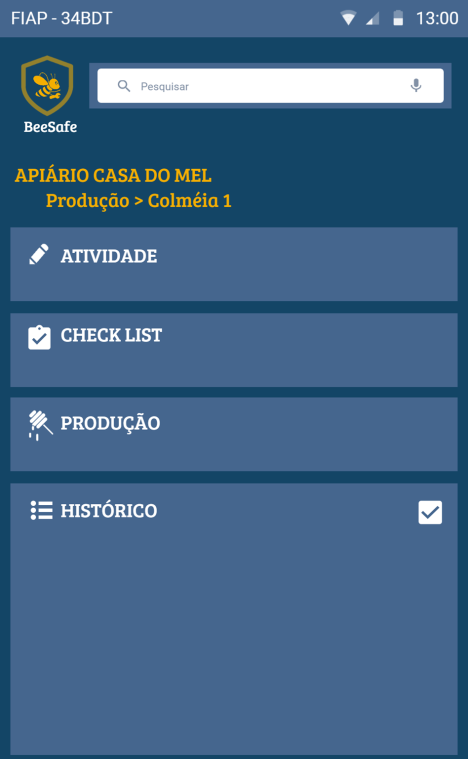 FIAP - 34BDT 13:00
Pesquisar
BeeSafe
APIÁRIO CASA DO MEL
Produção > Colméia 1
ATIVIDADE
CHECK LIST
PRODUÇÃO
HISTÓRICO